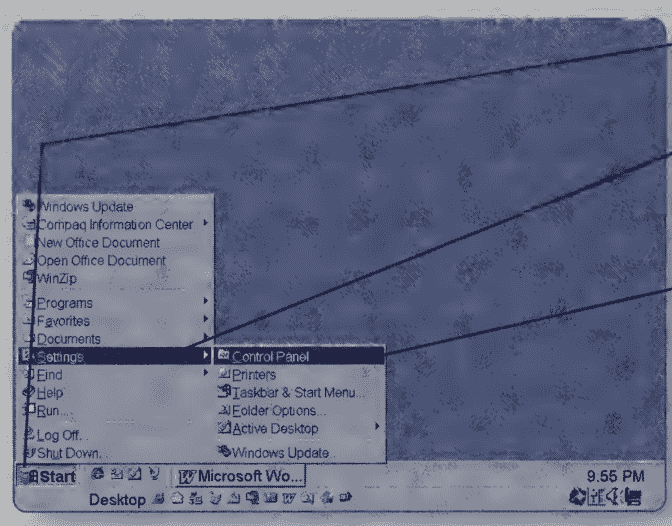 Windows Update
Compaq Information Center
New Office Document
Open Office Document
WinZip
Programs
Favorites
Documents
Settings
Find
Help
Run...
Log Off...
Shut Down...
Control Panel
Printers
Taskbar & Start Menu...
Folder Options...
Active Desktop
Windows Update...
Start
Microsoft Wo...
9.55 PM
Desktop